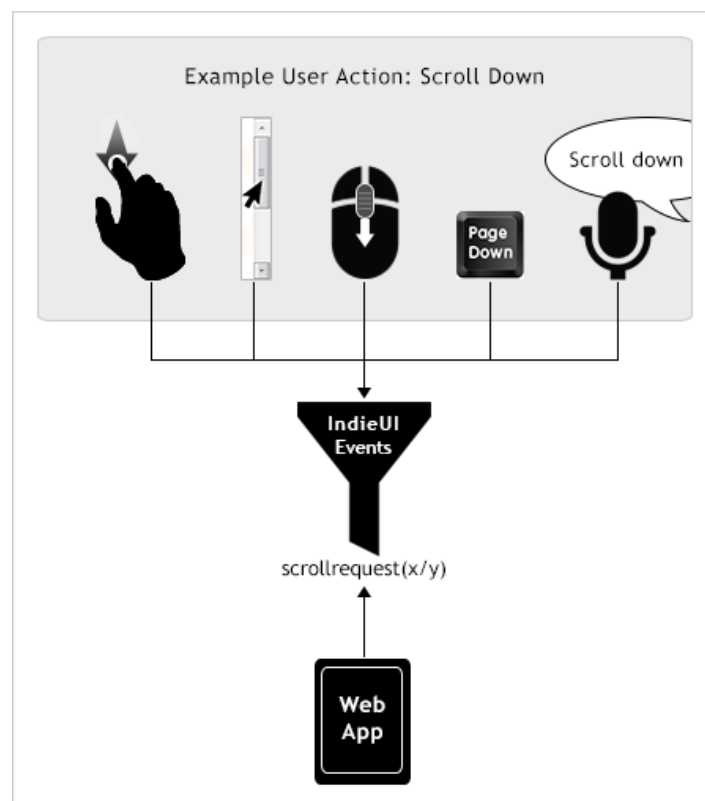 Example User Action: Scroll Down
Scroll down
Page
Down
IndieUI
Events
scrollrequest(x/y)
Web
App